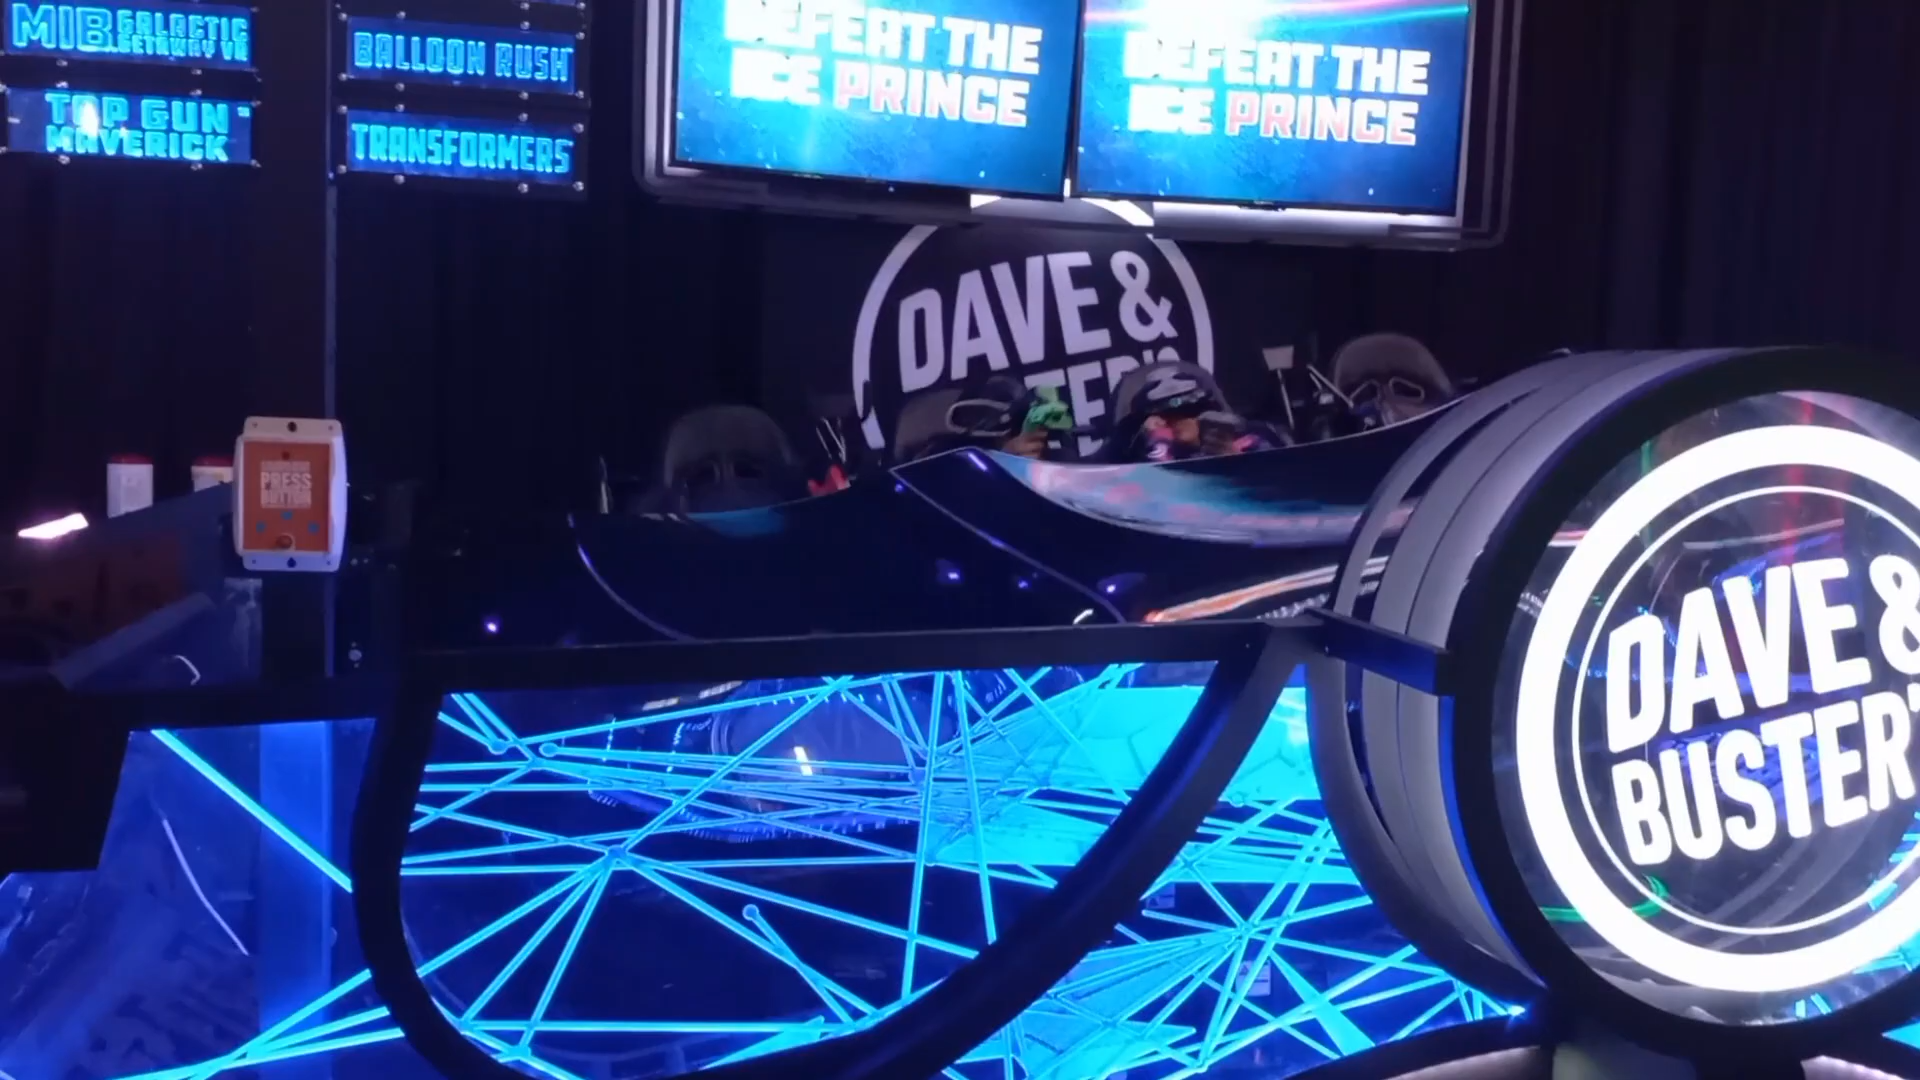 MIB GALACTIC
GETAWAY VR
TOP GUN
MAVERICK
BALLOON RUSH
TRANSFORMERS
DEFEAT THE
ICE PRINCE
DEFEAT THE
ICE PRINCE
DAVE &
PRESS
BUTTON
DAVE &
BUSTER'